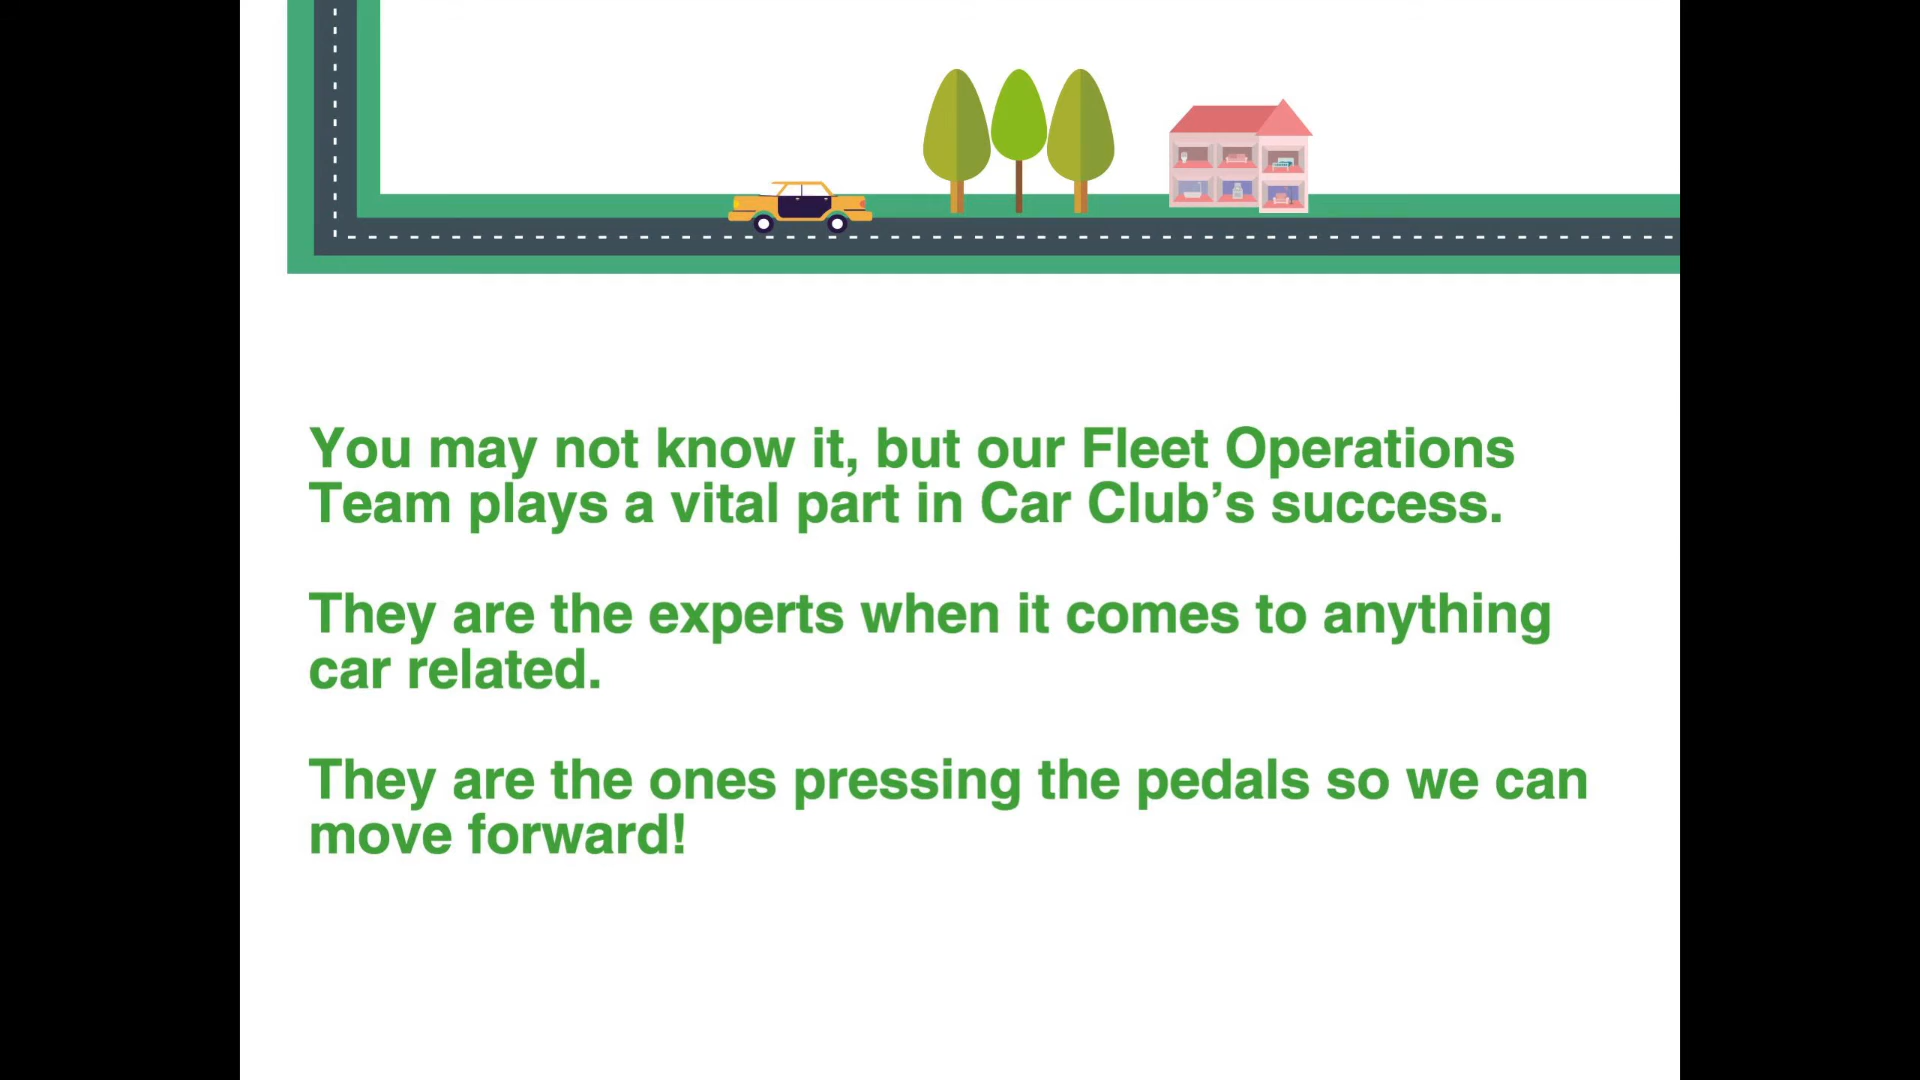 You may not know it, but our Fleet Operations
Team plays a vital part in Car Club’s success.
They are the experts when it comes to anything
car related.
They are the ones pressing the pedals so we can
move forward!